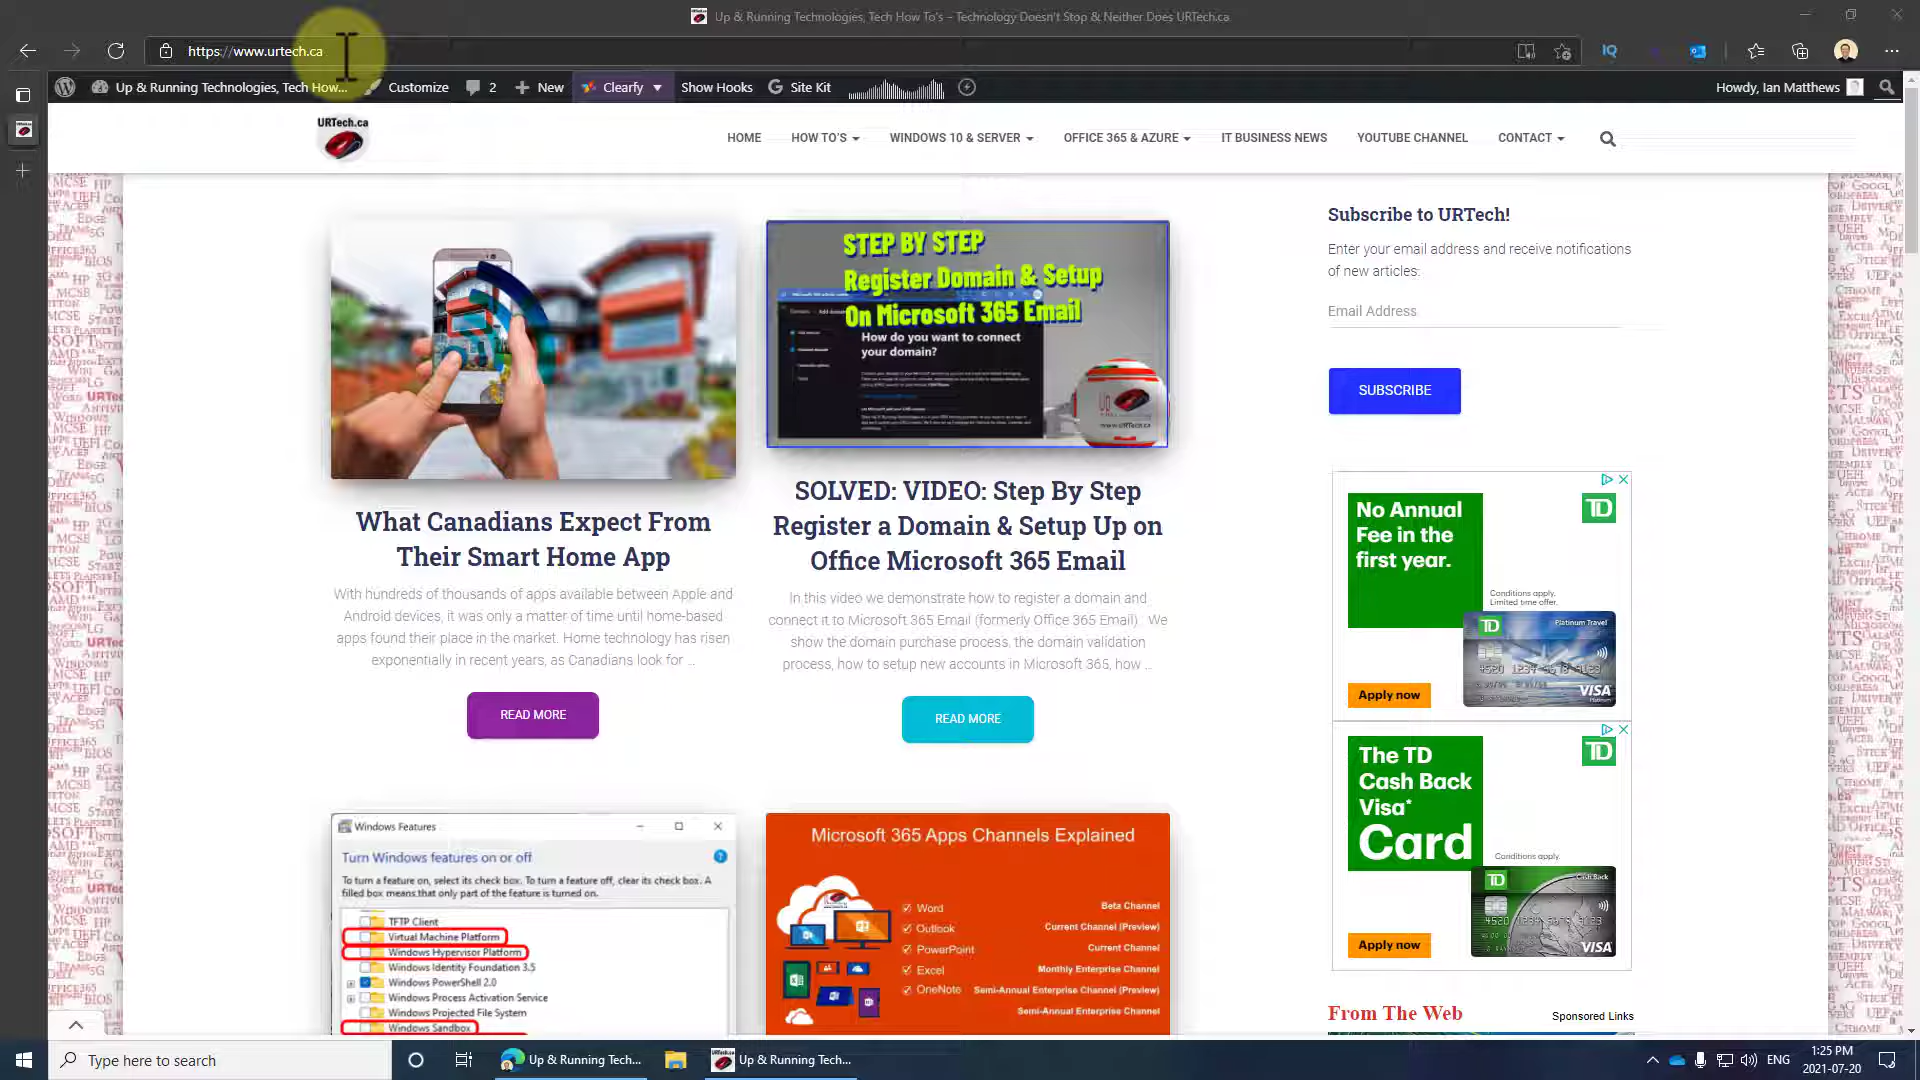 Up & Running Technologies, Tech How To's – Technology Doesn't Stop & Neither Does URTech.ca
https://www.urtech.ca
Up & Running Technologies, Tech How...
Customize
2
New
Clearfy
Show Hooks
Site Kit
Howdy, Ian Matthews
URTech.ca
HOME
HOW TO'S
WINDOWS 10 & SERVER
OFFICE 365 & AZURE
IT BUSINESS NEWS
YOUTUBE CHANNEL
CONTACT
STEP BY STEP
Register Domain & Setup
On Microsoft 365 Email
How do you want to connect
your domain?
What Canadians Expect From
Their Smart Home App
With hundreds of thousands of apps available between Apple and
Android devices, it was only a matter of time until home-based
apps found their place in the market. Home technology has risen
exponentially in recent years, as Canadians look for ...
READ MORE
SOLVED: VIDEO: Step By Step
Register a Domain & Setup Up on
Office Microsoft 365 Email
In this video we demonstrate how to register a domain and
connect it to Microsoft 365 Email (formerly Office 365 Email). We
show the domain purchase process, the domain validation
process, how to setup new accounts in Microsoft 365, how ...
READ MORE
Subscribe to URTech!
Enter your email address and receive notifications
of new articles:
Email Address
SUBSCRIBE
No Annual
Fee in the
first year.
TD
Conditions apply.
Limited time offer.
TD
Platinum Travel
VISA
Apply now
The TD
Cash Back
Visa*
Card
TD
Conditions apply.
TD
Cash Back
VISA
Apply now
From The Web
Sponsored Links
Windows Features
Turn Windows features on or off
To turn a feature on, select its check box. To turn a feature off, clear its check box. A
filled box means that only part of the feature is turned on.
TFTP Client
Virtual Machine Platform
Windows Hypervisor Platform
Windows Identity Foundation 3.5
Windows PowerShell 2.0
Windows Process Activation Service
Windows Projected File System
Windows Sandbox
Microsoft 365 Apps Channels Explained
Word
Outlook
PowerPoint
Excel
OneNote
Beta Channel
Current Channel (Preview)
Current Channel
Monthly Enterprise Channel
Semi-Annual Enterprise Channel (Preview)
Semi-Annual Enterprise Channel
Type here to search
Up & Running Tech...
Up & Running Tech...
ENG
1:25 PM
2021-07-20